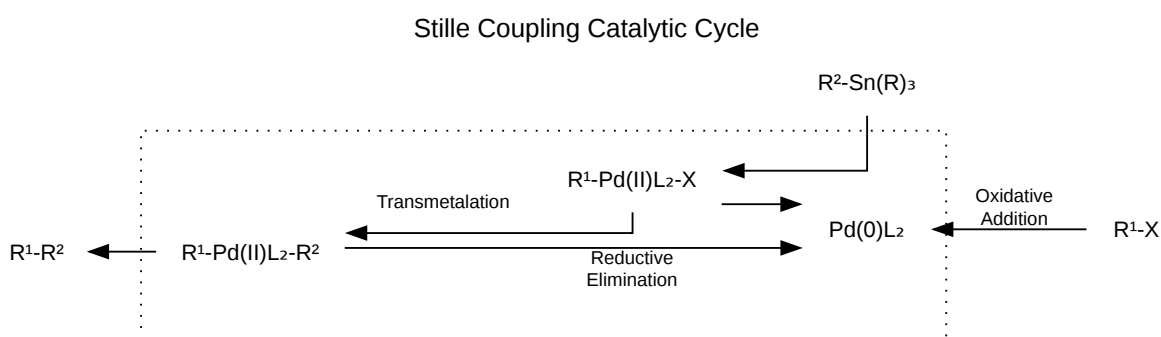 Stille Coupling Catalytic Cycle
R²-Sn(R)₃
R¹-Pd(II)L₂-X
Transmetalation
Oxidative
Addition
Pd(0)L₂
R¹-X
R¹-R²
R¹-Pd(II)L₂-R²
Reductive
Elimination